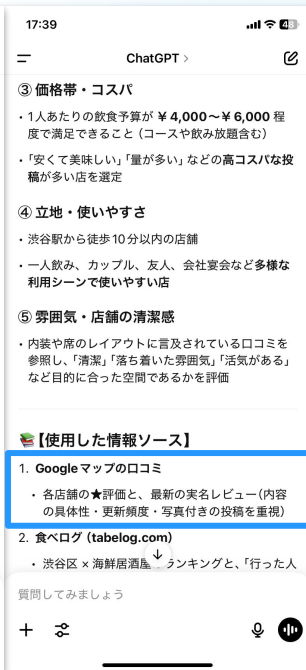 17:39
ChatGPT >
③ 価格帯・コスパ
・1人あたりの飲食予算が ¥4,000〜¥6,000 程
度で満足できること（コースや飲み放題含む）
・「安くて美味しい」「量が多い」などの高コスパな投
稿が多い店を選定
④ 立地・使いやすさ
・渋谷駅から徒歩10分以内の店舗
・一人飲み、カップル、友人、会社宴会など多様な
利用シーンで使いやすい店
⑤ 雰囲気・店舗の清潔感
・内装や席のレイアウトに言及されている口コミを
参照し、「清潔」「落ち着いた雰囲気」「活気がある」
など目的に合った空間であるかを評価
📚【使用した情報ソース】
1. Googleマップの口コミ
・各店舗の★評価と、最新の実名レビュー（内容
の具体性・更新頻度・写真付きの投稿を重視）
2. 食べログ（tabelog.com）
・渋谷区 × 海鮮居酒屋 ランキングと、「行った人
質問してみましょう